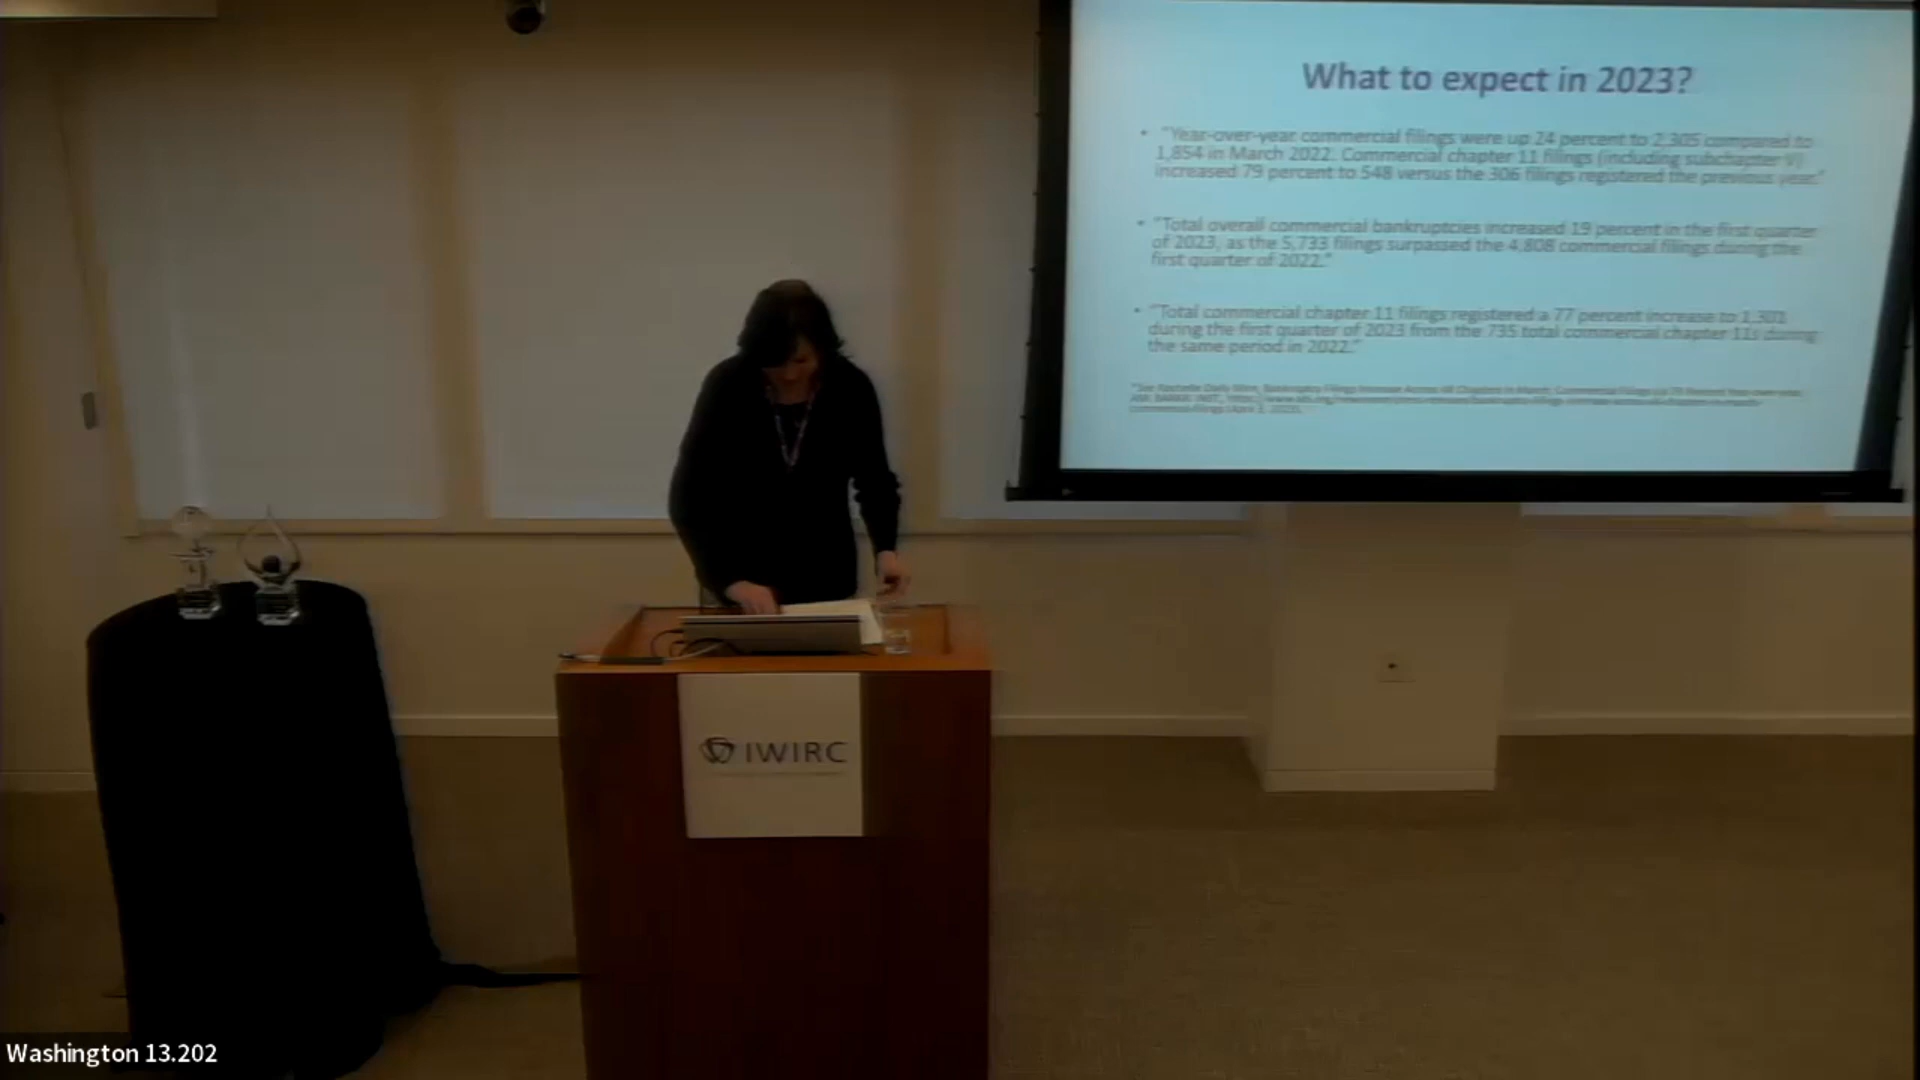 What to expect in 2023?
• "Year-over-year commercial filings were up 24 percent to 2,305 compared to
1,854 in March 2022. Commercial chapter 11 filings (including subchapter V)
increased 79 percent to 548 versus the 306 filings registered the previous year."
• "Total overall commercial bankruptcies increased 19 percent in the first quarter
of 2023, as the 5,733 filings surpassed the 4,808 commercial filings during the
first quarter of 2022."
• "Total commercial chapter 11 filings registered a 77 percent increase to 1,301
during the first quarter of 2023 from the 735 total commercial chapter 11s during
the same period in 2022."
IWIRC
Washington 13.202